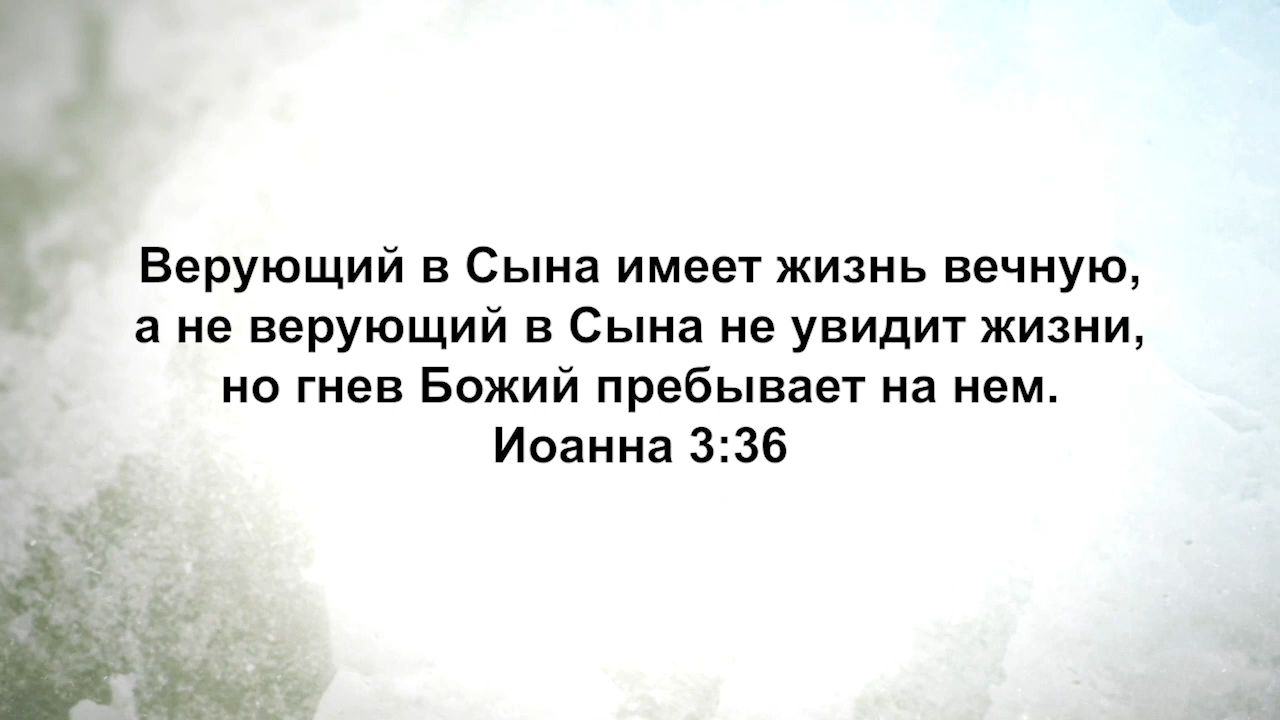 Верующий в Сына имеет жизнь вечную,
а не верующий в Сына не увидит жизни,
но гнев Божий пребывает на нем.
Иоанна 3:36